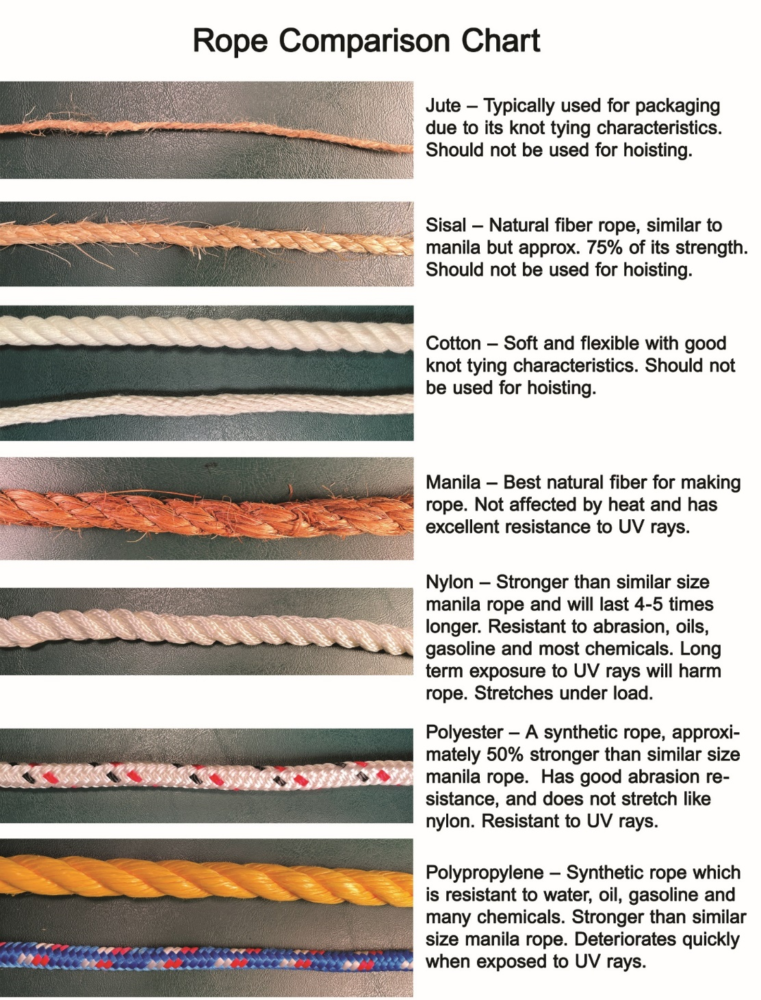 Rope Comparison Chart
Jute – Typically used for packaging
due to its knot tying characteristics.
Should not be used for hoisting.
Sisal – Natural fiber rope, similar to
manila but approx. 75% of its strength.
Should not be used for hoisting.
Cotton – Soft and flexible with good
knot tying characteristics. Should not
be used for hoisting.
Manila – Best natural fiber for making
rope. Not affected by heat and has
excellent resistance to UV rays.
Nylon – Stronger than similar size
manila rope and will last 4-5 times
longer. Resistant to abrasion, oils,
gasoline and most chemicals. Long
term exposure to UV rays will harm
rope. Stretches under load.
Polyester – A synthetic rope, approxi-
mately 50% stronger than similar size
manila rope.  Has good abrasion re-
sistance, and does not stretch like
nylon. Resistant to UV rays.
Polypropylene – Synthetic rope which
is resistant to water, oil, gasoline and
many chemicals. Stronger than similar
size manila rope. Deteriorates quickly
when exposed to UV rays.